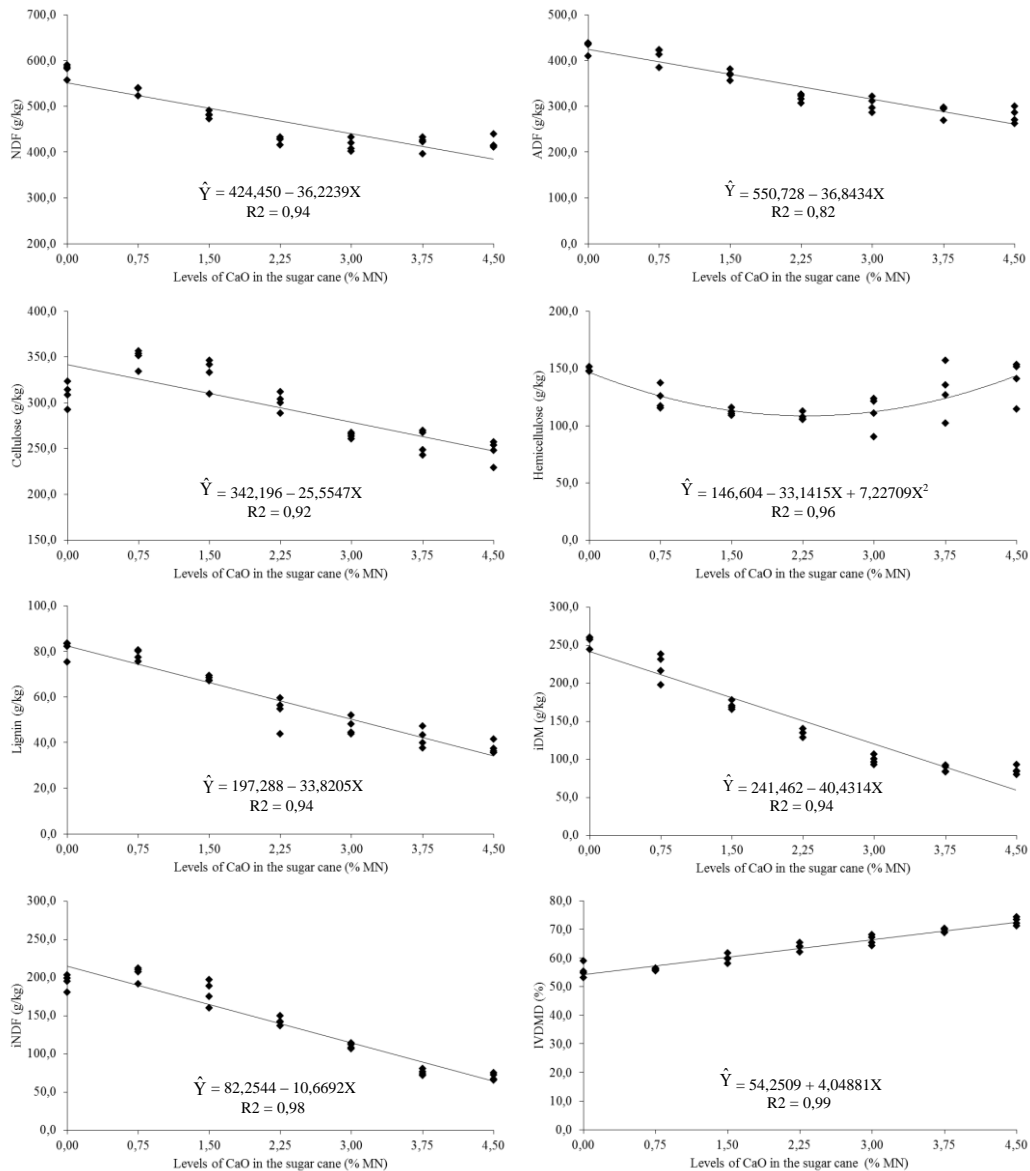 700,0
600,0
500,0
400,0
300,0
200,0
NDF (g/kg)
Ŷ = 424,450 – 36,2239X
R2 = 0,94
0,00 0,75 1,50 2,25 3,00 3,75 4,50
Levels of CaO in the sugar cane (% MN)
500,0
400,0
300,0
200,0
100,0
0,0
ADF (g/kg)
Ŷ = 550,728 – 36,8434X
R2 = 0,82
0,00 0,75 1,50 2,25 3,00 3,75 4,50
Levels of CaO in the sugar cane (% MN)
400,0
350,0
300,0
250,0
200,0
150,0
Cellulose (g/kg)
Ŷ = 342,196 – 25,5547X
R2 = 0,92
0,00 0,75 1,50 2,25 3,00 3,75 4,50
Levels of CaO in the sugar cane (% MN)
200,0
150,0
100,0
50,0
0,0
Hemicellulose (g/kg)
Ŷ = 146,604 – 33,1415X + 7,22709X²
R2 = 0,96
0,00 0,75 1,50 2,25 3,00 3,75 4,50
Levels of CaO in the sugar cane (% MN)
100,0
80,0
60,0
40,0
20,0
0,0
Lignin (g/kg)
Ŷ = 197,288 – 33,8205X
R2 = 0,94
0,00 0,75 1,50 2,25 3,00 3,75 4,50
Levels of CaO in the sugar cane (% MN)
300,0
250,0
200,0
150,0
100,0
50,0
0,0
iDM (g/kg)
Ŷ = 241,462 – 40,4314X
R2 = 0,94
0,00 0,75 1,50 2,25 3,00 3,75 4,50
Levels of CaO in the sugar cane (% MN)
300,0
250,0
200,0
150,0
100,0
50,0
0,0
iNDF (g/kg)
Ŷ = 82,2544 – 10,6692X
R2 = 0,98
0,00 0,75 1,50 2,25 3,00 3,75 4,50
Levels of CaO in the sugar cane (% MN)
80,0
70,0
60,0
50,0
40,0
30,0
20,0
10,0
0,0
IVDMD (%)
Ŷ = 54,2509 + 4,04881X
R2 = 0,99
0,00 0,75 1,50 2,25 3,00 3,75 4,50
Levels of CaO in the sugar cane (% MN)